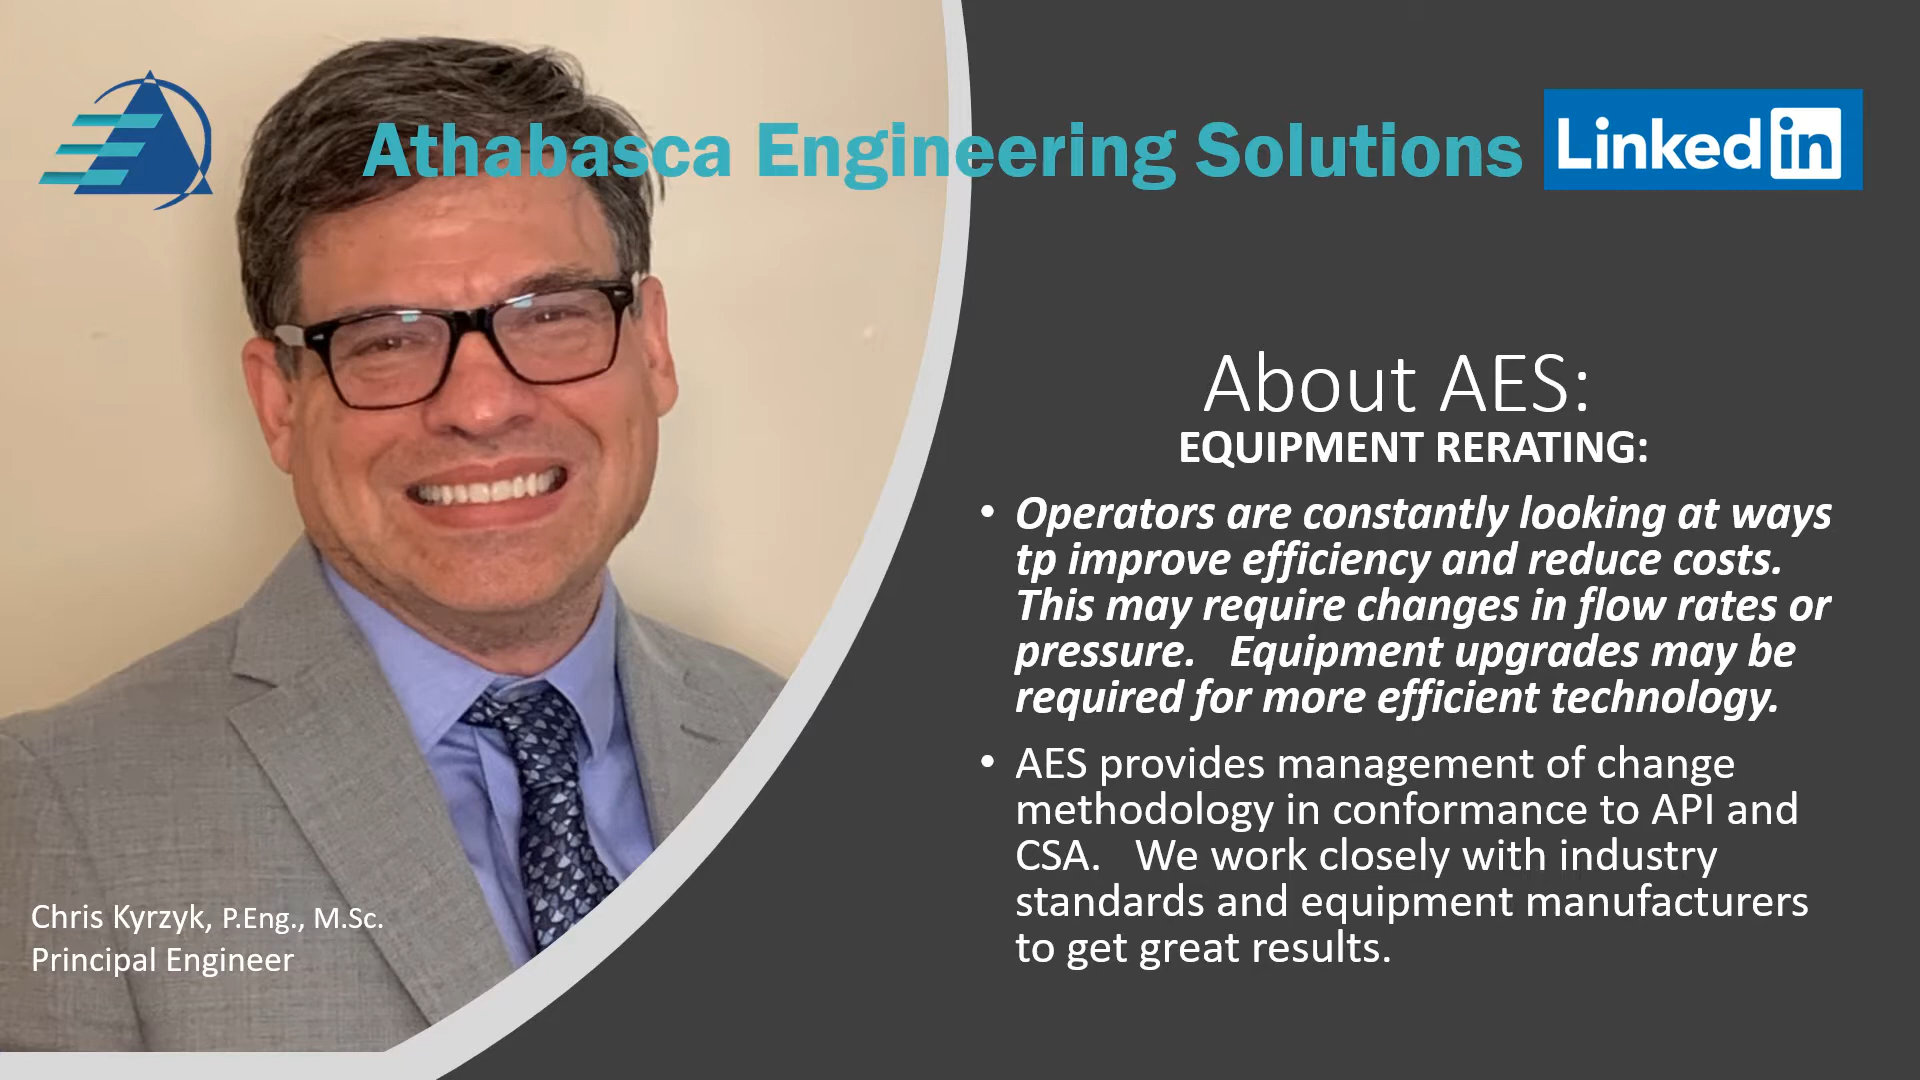 Athabasca Engineering Solutions
Linkedin
About AES:
EQUIPMENT RERATING:
• Operators are constantly looking at ways
tp improve efficiency and reduce costs.
This may require changes in flow rates or
pressure.   Equipment upgrades may be
required for more efficient technology.
• AES provides management of change
methodology in conformance to API and
CSA.   We work closely with industry
standards and equipment manufacturers
to get great results.
Chris Kyrzyk, P.Eng., M.Sc.
Principal Engineer